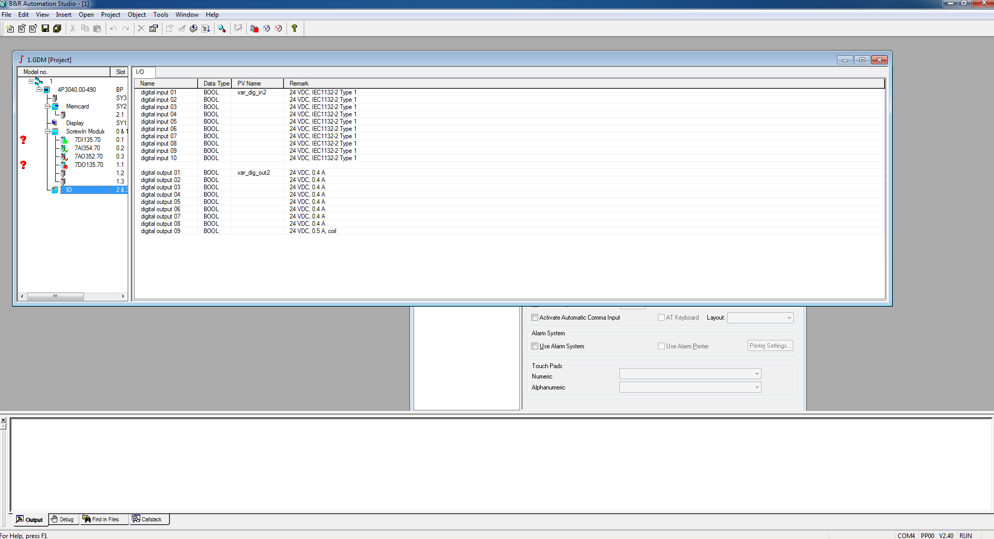 B&R Automation Studio - [1]
File Edit View Insert Open Project Object Tools Window Help
1.GDM [Project]
Model no. Slot
I/O
1
4P3040.00-490 BP
SY3
Memcard SY2
2.1
Display SY1
ScrewIn Module 0 & 1
7DI135.70 0.1
7AI354.70 0.2
7AO352.70 0.3
7DO135.70 1.1
1.2
1.3
IO 2 &
Name Data Type PV Name Remark
digital input 01 BOOL var_dig_in2 24 VDC, IEC1132-2 Type 1
digital input 02 BOOL 24 VDC, IEC1132-2 Type 1
digital input 03 BOOL 24 VDC, IEC1132-2 Type 1
digital input 04 BOOL 24 VDC, IEC1132-2 Type 1
digital input 05 BOOL 24 VDC, IEC1132-2 Type 1
digital input 06 BOOL 24 VDC, IEC1132-2 Type 1
digital input 07 BOOL 24 VDC, IEC1132-2 Type 1
digital input 08 BOOL 24 VDC, IEC1132-2 Type 1
digital input 09 BOOL 24 VDC, IEC1132-2 Type 1
digital input 10 BOOL 24 VDC, IEC1132-2 Type 1
digital output 01 BOOL var_dig_out2 24 VDC, 0.4 A
digital output 02 BOOL 24 VDC, 0.4 A
digital output 03 BOOL 24 VDC, 0.4 A
digital output 04 BOOL 24 VDC, 0.4 A
digital output 05 BOOL 24 VDC, 0.4 A
digital output 06 BOOL 24 VDC, 0.4 A
digital output 07 BOOL 24 VDC, 0.4 A
digital output 08 BOOL 24 VDC, 0.4 A
digital output 09 BOOL 24 VDC, 0.5 A, coil
Activate Automatic Comma Input AT Keyboard Layout:
Alarm System
Use Alarm System Use Alarm Printer Printer Settings...
Touch Pads
Numeric
Alphanumeric
Output Debug Find in Files Callstack
For Help, press F1 COM4 PP00 V2.40 RUN